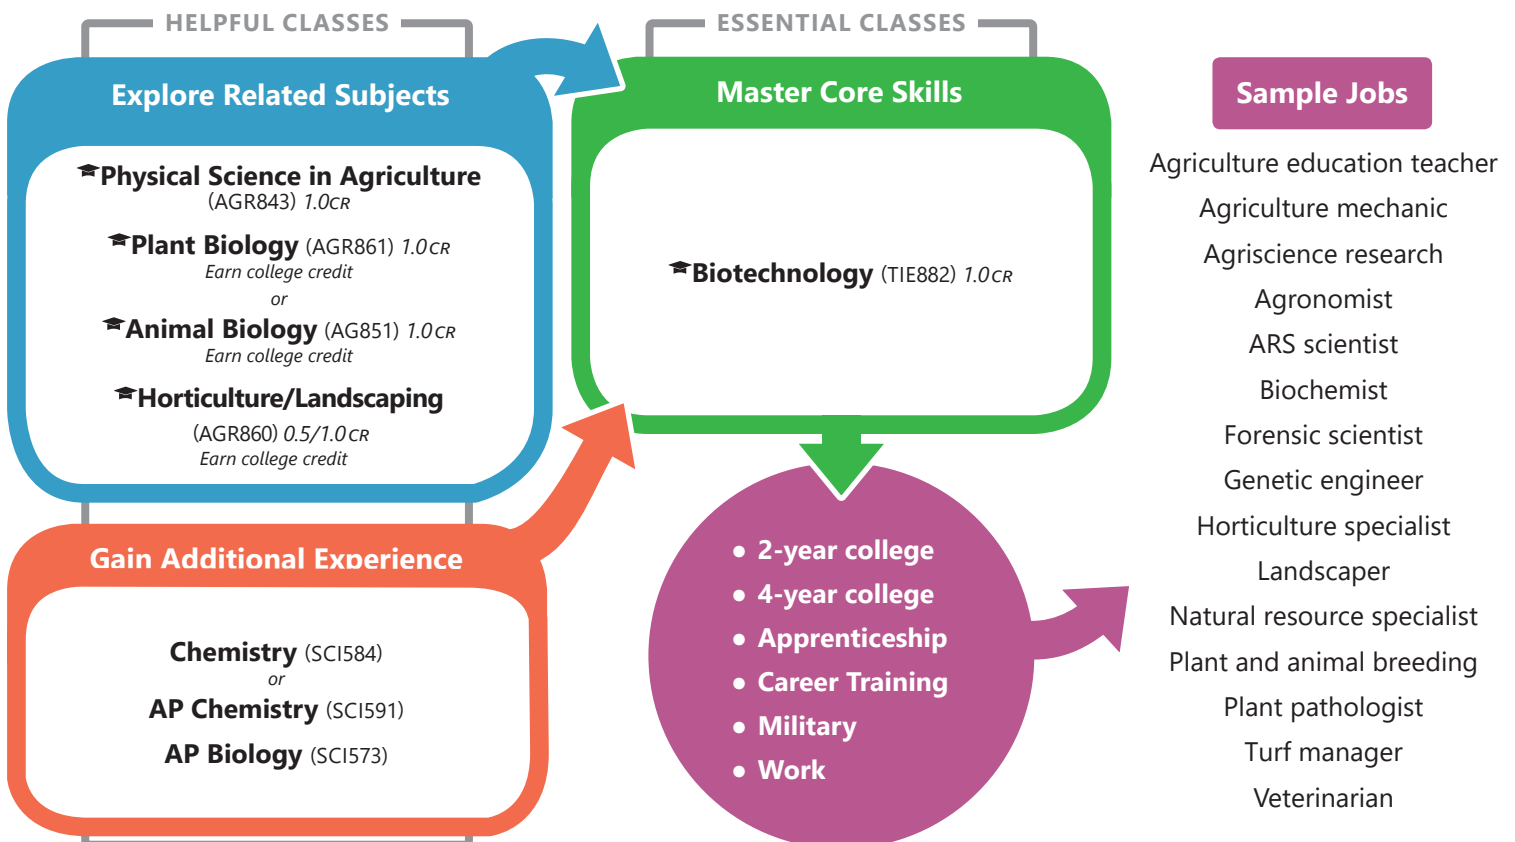 HELPFUL CLASSES
Explore Related Subjects
Physical Science in Agriculture
(AGR843) 1.0CR
Plant Biology (AGR861) 1.0CR
Earn college credit
or
Animal Biology (AG851) 1.0CR
Earn college credit
Horticulture/Landscaping
(AGR860) 0.5/1.0CR
Earn college credit
Gain Additional Experience
Chemistry (SCI584)
or
AP Chemistry (SCI591)
AP Biology (SCI573)
ESSENTIAL CLASSES
Master Core Skills
Biotechnology (TIE882) 1.0CR
• 2-year college
• 4-year college
• Apprenticeship
• Career Training
• Military
• Work
Sample Jobs
Agriculture education teacher
Agriculture mechanic
Agriscience research
Agronomist
ARS scientist
Biochemist
Forensic scientist
Genetic engineer
Horticulture specialist
Landscaper
Natural resource specialist
Plant and animal breeding
Plant pathologist
Turf manager
Veterinarian